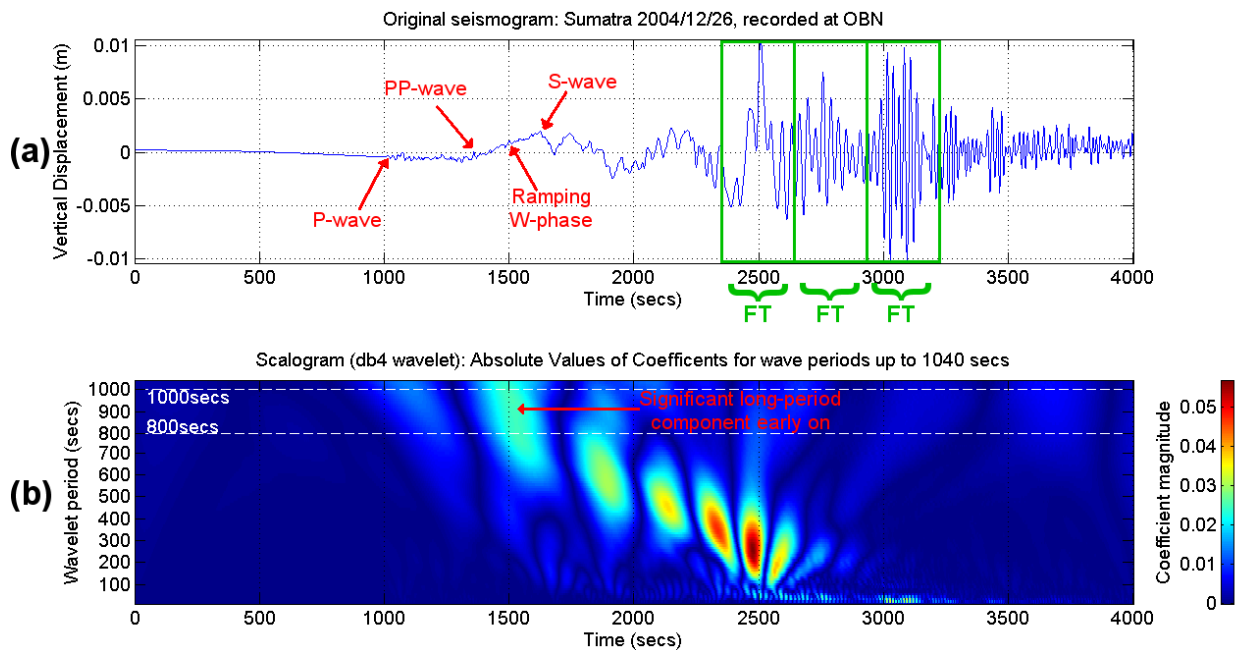 Original seismogram: Sumatra 2004/12/26, recorded at OBN
(a)
Vertical Displacement (m)
0.01
0.005
0
-0.005
-0.01
PP-wave
S-wave
P-wave
Ramping
W-phase
0 500 1000 1500 2000 2500 3000 3500 4000
Time (secs)
FT FT FT
Scalogram (db4 wavelet): Absolute Values of Coefficents for wave periods up to 1040 secs
(b)
Wavelet period (secs)
1000
900
800
700
600
500
400
300
200
100
1000secs
800secs
Significant long-period
component early on
0 500 1000 1500 2000 2500 3000 3500 4000
Time (secs)
Coefficient magnitude
0.05
0.04
0.03
0.02
0.01
0